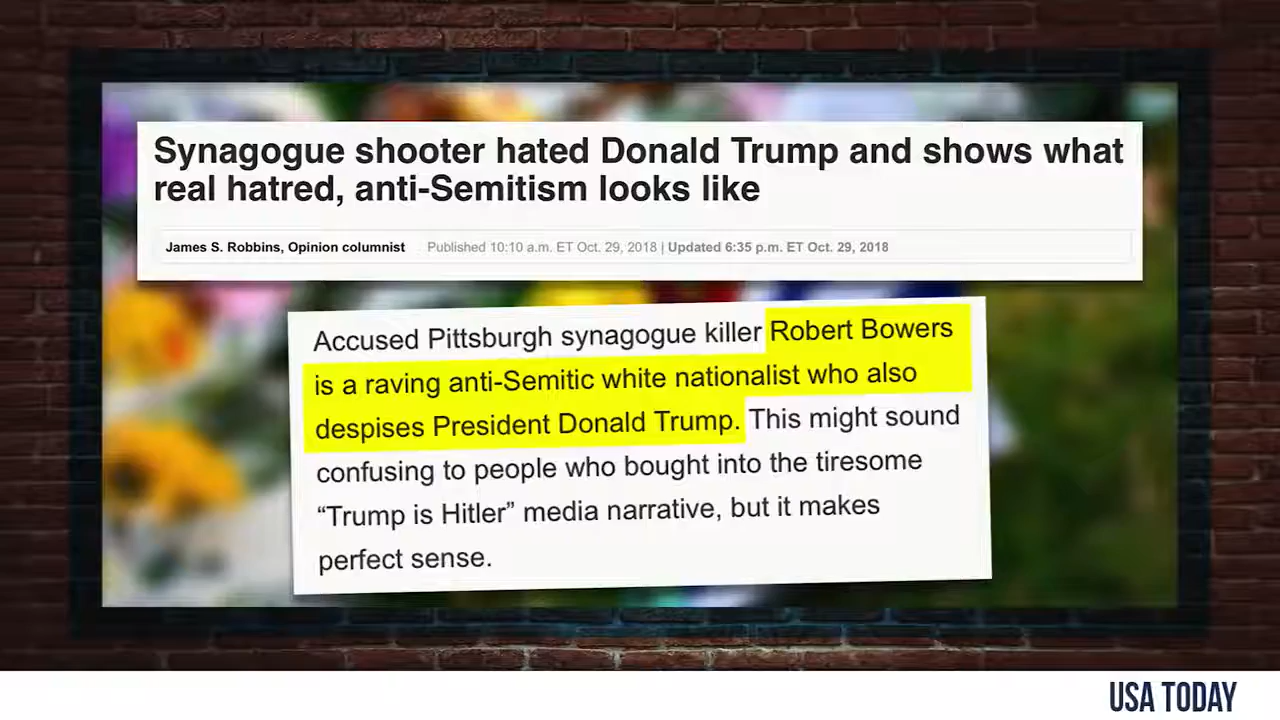 Synagogue shooter hated Donald Trump and shows what
real hatred, anti-Semitism looks like
James S. Robbins, Opinion columnist Published 10:10 a.m. ET Oct. 29, 2018 | Updated 6:35 p.m. ET Oct. 29, 2018
Accused Pittsburgh synagogue killer Robert Bowers
is a raving anti-Semitic white nationalist who also
despises President Donald Trump. This might sound
confusing to people who bought into the tiresome
“Trump is Hitler” media narrative, but it makes
perfect sense.
USA TODAY